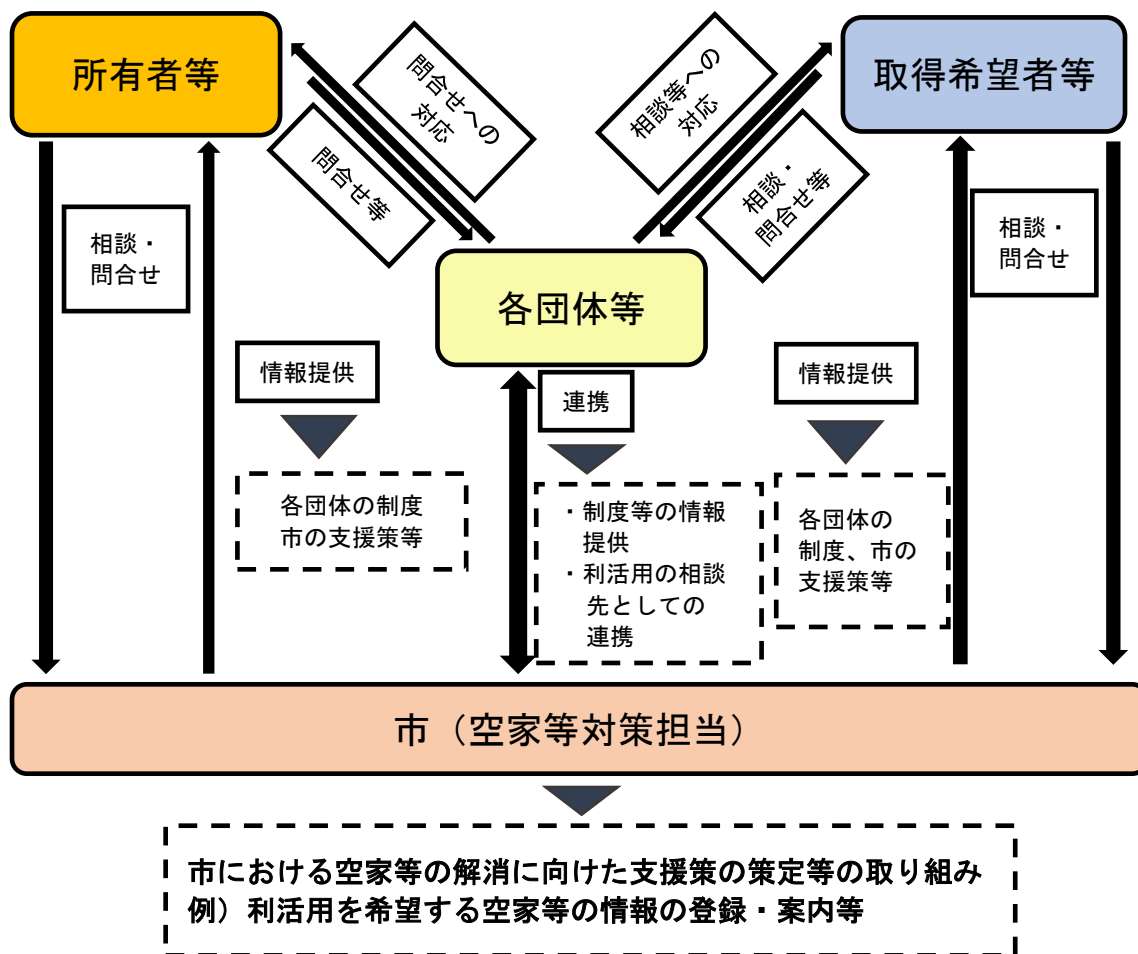 所有者等
取得希望者等
問合せへの
対応
問合せ等
相談等への
対応
相談・
問合せ等
相談・
問合せ
各団体等
相談・
問合せ
情報提供
連携
情報提供
各団体の制度
市の支援策等
・制度等の情報
提供
・利活用の相談
先としての
連携
各団体の
制度、市の
支援策等
市（空家等対策担当）
市における空家等の解消に向けた支援策の策定等の取り組み
例）利活用を希望する空家等の情報の登録・案内等